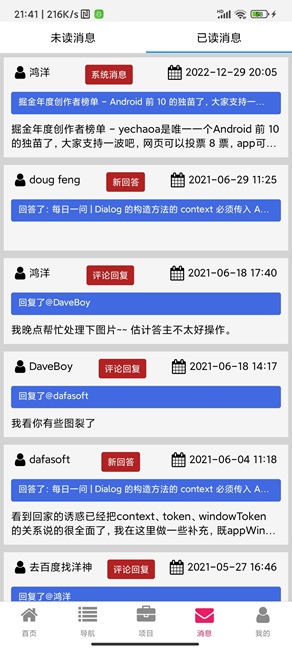 21:41 | 216K/s
未读消息 已读消息
鸿洋 系统消息 2022-12-29 20:05
掘金年度创作者榜单 - Android 前 10 的独苗了, 大家支持一...
掘金年度创作者榜单 - yechaoa是唯一一个Android 前 10
的独苗了, 大家支持一波吧, 网页可以投票 8 票, app可...
doug feng 新回答 2021-06-29 11:25
回答了: 每日一问 | Dialog 的构造方法的 context 必须传入 A...
鸿洋 评论回复 2021-06-18 17:40
回复了@DaveBoy
我晚点帮忙处理下图片~~ 估计答主不太好操作。
DaveBoy 评论回复 2021-06-18 14:17
回复了@dafasoft
我看你有些图裂了
dafasoft 新回答 2021-06-04 11:18
回答了: 每日一问 | Dialog 的构造方法的 context 必须传入 A...
看到回家的诱惑已经把context、token、windowToken
的关系说的很全面了, 我在这里做一些补充, 既appWin...
去百度找洋神 评论回复 2021-05-27 16:46
回复了@鸿洋
首页 导航 项目 消息 我的